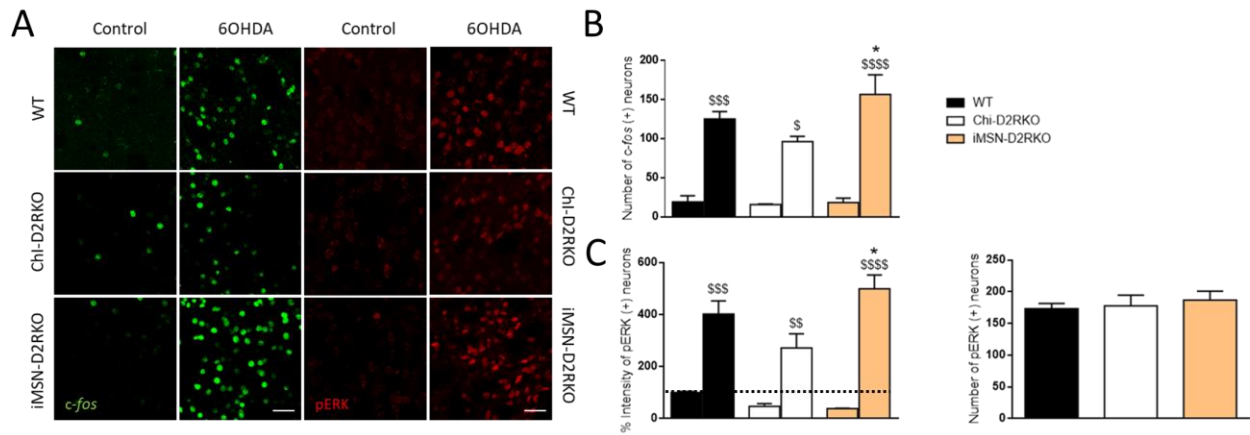 A
Control
6OHDA
Control
6OHDA
WT
WT
ChI-D2RKO
ChI-D2RKO
iMSN-D2RKO
iMSN-D2RKO
c-fos
pERK
B
Number of c-fos (+) neurons
200
150
100
50
0
$$$
$
*
$$$$
WT
Chi-D2RKO
iMSN-D2RKO
C
% Intensity of pERK (+) neurons
600
400
200
0
$$$
$$
*
$$$$
Number of pERK (+) neurons
250
200
150
100
50
0